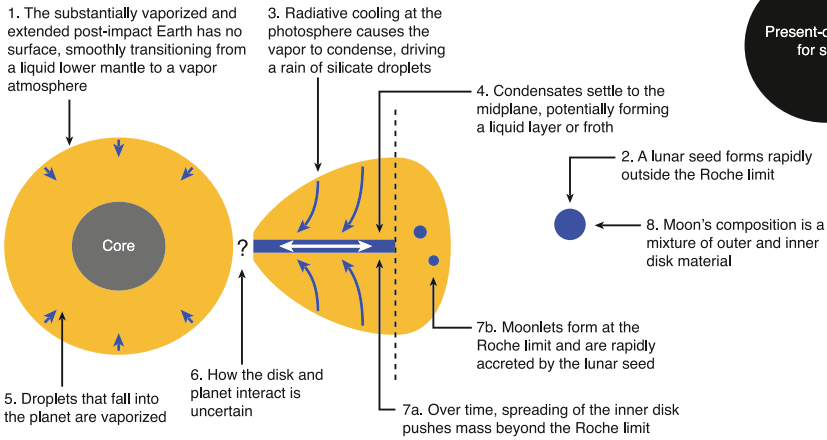 1. The substantially vaporized and
extended post-impact Earth has no
surface, smoothly transitioning from
a liquid lower mantle to a vapor
atmosphere
3. Radiative cooling at the
photosphere causes the
vapor to condense, driving
a rain of silicate droplets
Present-
for s
4. Condensates settle to the
midplane, potentially forming
a liquid layer or froth
2. A lunar seed forms rapidly
outside the Roche limit
Core
?
8. Moon's composition is a
mixture of outer and inner
disk material
7b. Moonlets form at the
Roche limit and are rapidly
accreted by the lunar seed
6. How the disk and
planet interact is
uncertain
5. Droplets that fall into
the planet are vaporized
7a. Over time, spreading of the inner disk
pushes mass beyond the Roche limit